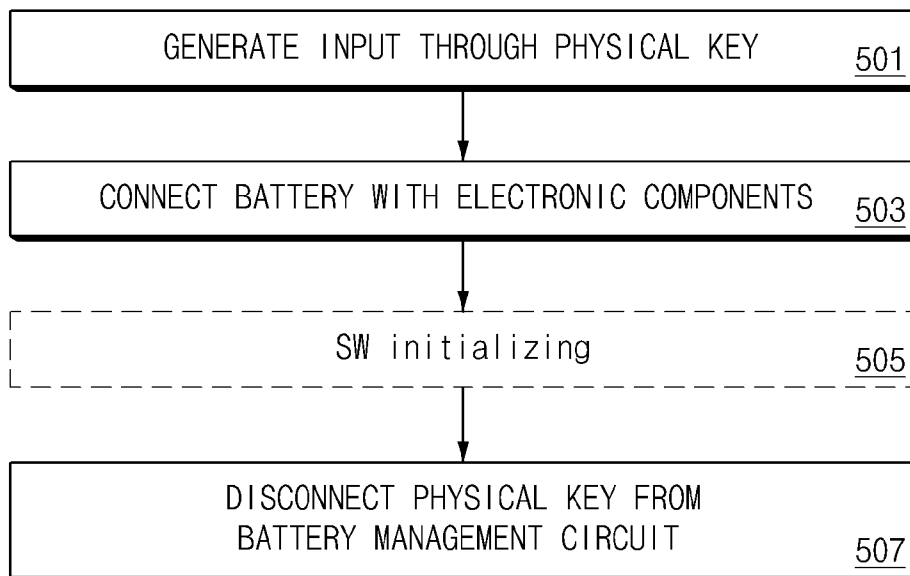 GENERATE INPUT THROUGH PHYSICAL KEY
501
CONNECT BATTERY WITH ELECTRONIC COMPONENTS
503
SW initializing
505
DISCONNECT PHYSICAL KEY FROM
BATTERY MANAGEMENT CIRCUIT
507